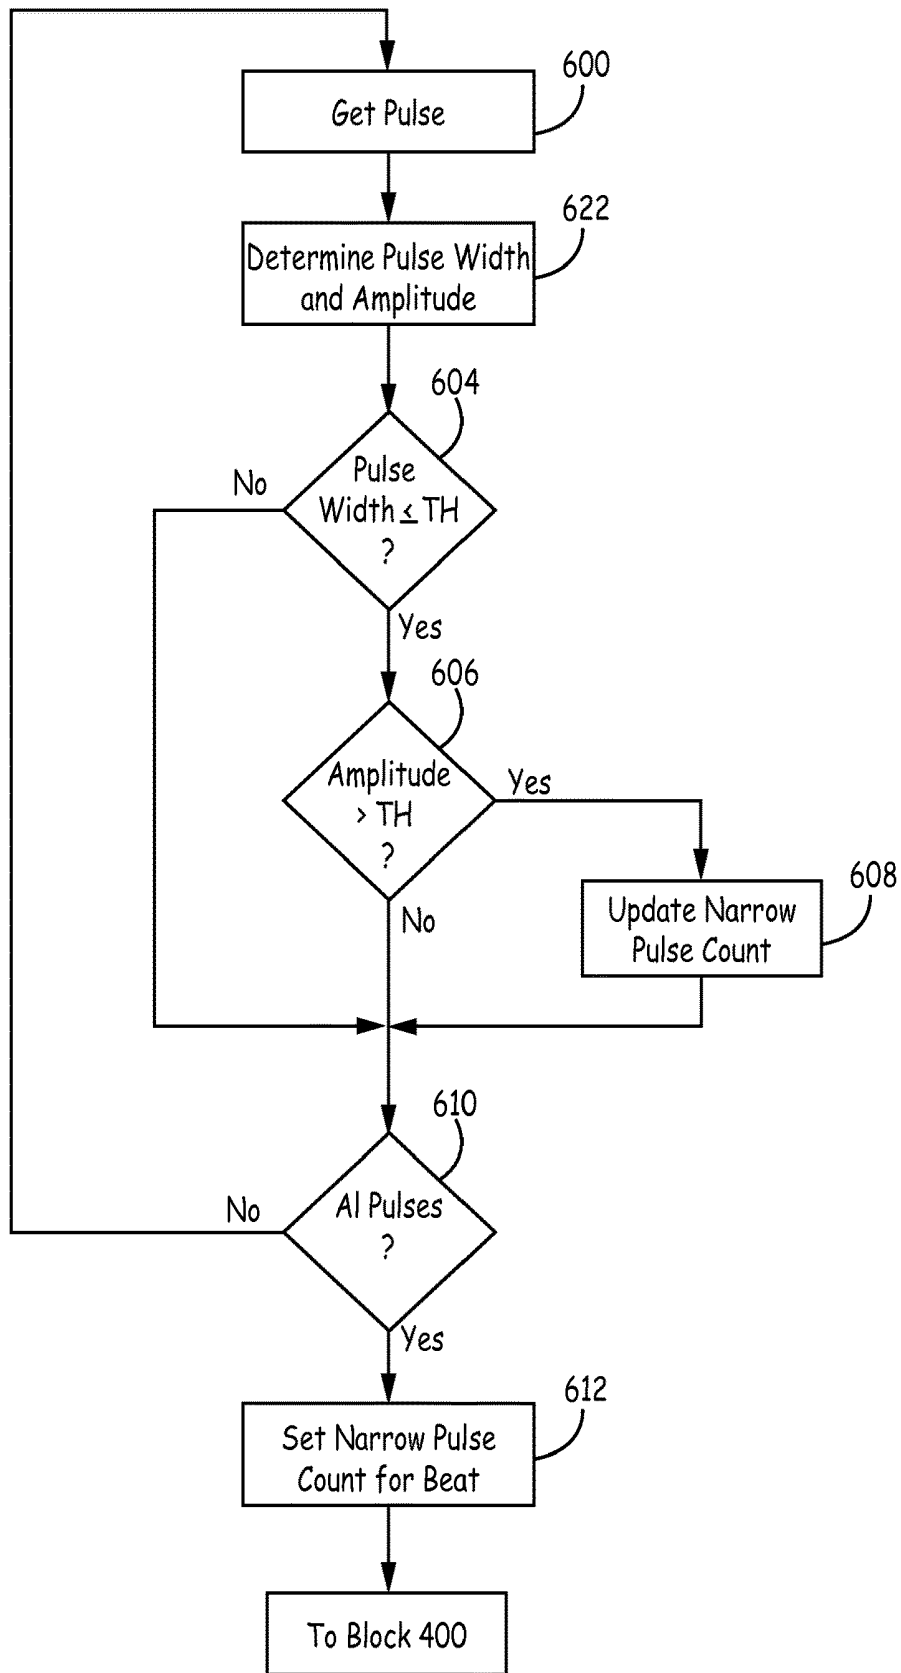 600
Get Pulse
622
Determine Pulse Width
and Amplitude
604
Pulse
Width ≤ TH
?
No
Yes
606
Amplitude
> TH
?
Yes
No
608
Update Narrow
Pulse Count
610
Al Pulses
?
No
Yes
612
Set Narrow Pulse
Count for Beat
To Block 400